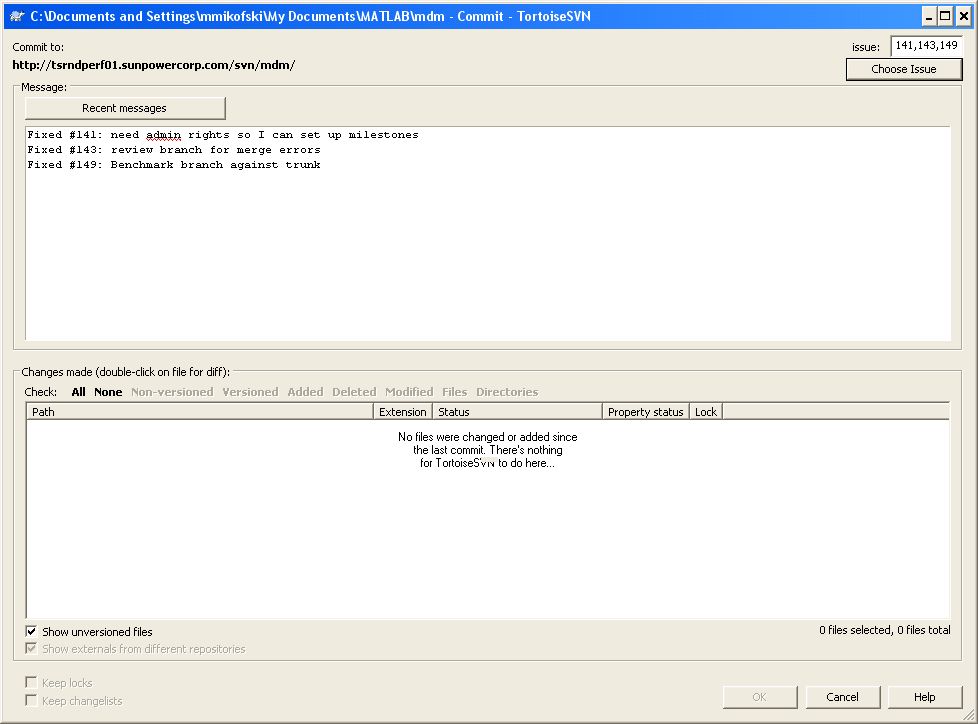 C:\Documents and Settings\mmikofski\My Documents\MATLAB\mdm - Commit - TortoiseSVN
Commit to:
http://tsrndperf01.sunpowercorp.com/svn/mdm/
issue: 141,143,149
Choose Issue
Message:
Recent messages
Fixed #141: need admin rights so I can set up milestones
Fixed #143: review branch for merge errors
Fixed #149: Benchmark branch against trunk
Changes made (double-click on file for diff):
Check: All None Non-versioned Versioned Added Deleted Modified Files Directories
Path Extension Status Property status Lock
No files were changed or added since
the last commit. There's nothing
for TortoiseSVN to do here...
Show unversioned files
0 files selected, 0 files total
Show externals from different repositories
Keep locks
Keep changelists
OK Cancel Help